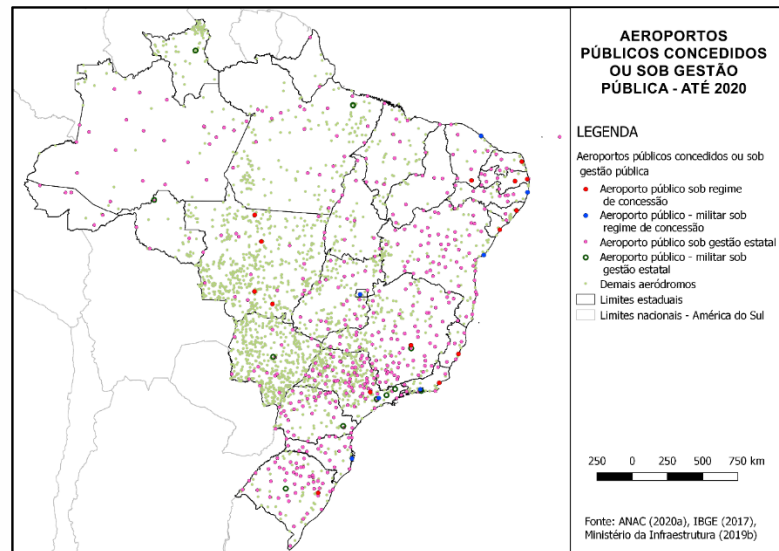 AEROPORTOS
PÚBLICOS CONCEDIDOS
OU SOB GESTÃO
PÚBLICA - ATÉ 2020
LEGENDA
Aeroportos públicos concedidos ou sob
gestão pública
Aeroporto público sob regime
de concessão
Aeroporto público - militar sob
regime de concessão
Aeroporto público sob gestão estatal
Aeroporto público - militar sob
gestão estatal
Demais aeródromos
Limites estaduais
Limites nacionais - América do Sul
250 0 250 500 750 km
Fonte: ANAC (2020a), IBGE (2017),
Ministério da Infraestrutura (2019b)